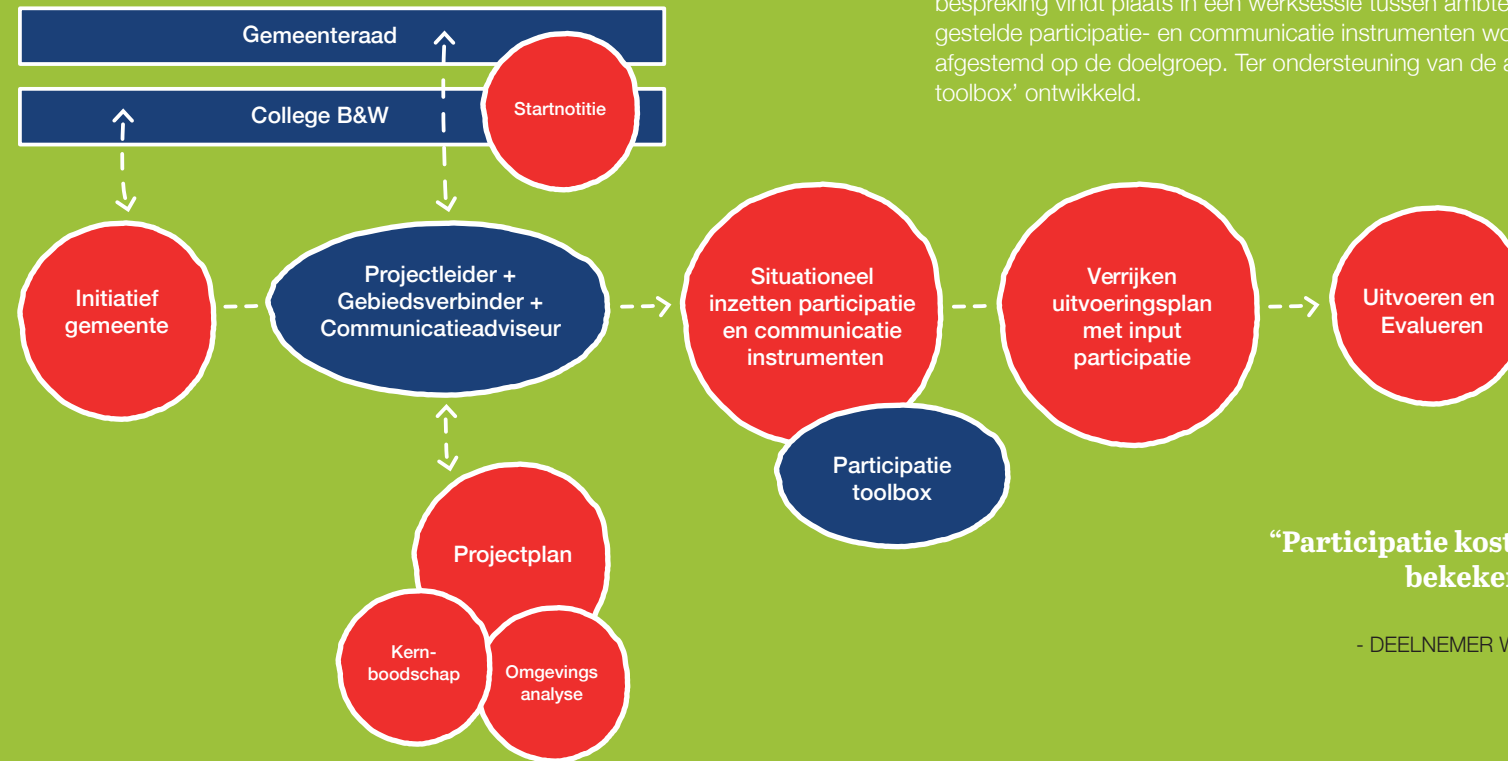 bespreking vindt plaats in een werksessie tussen
gestelde participatie- en communicatie instrumenten
afgestemd op de doelgroep. Ter ondersteuning van de
toolbox’ ontwikkeld.
Gemeenteraad
College B&W
Startnotitie
Initiatief
gemeente
Projectleider +
Gebiedsverbinder +
Communicatieadviseur
Situationeel
inzetten participatie
en communicatie
instrumenten
Verrijken
uitvoeringsplan
met input
participatie
Uitvoeren en
Evalueren
Participatie
toolbox
Projectplan
Kern-
boodschap
Omgevings
analyse
“Participatie kost
bekeken
- DEELNEMER W